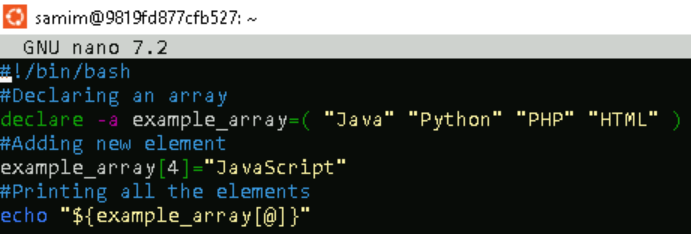 samim@9819fd877cfb527: ~
GNU nano 7.2
#!/bin/bash
#Declaring an array
declare -a example_array=( "Java" "Python" "PHP" "HTML" )
#Adding new element
example_array[4]="JavaScript"
#Printing all the elements
echo "${example_array[@]}"